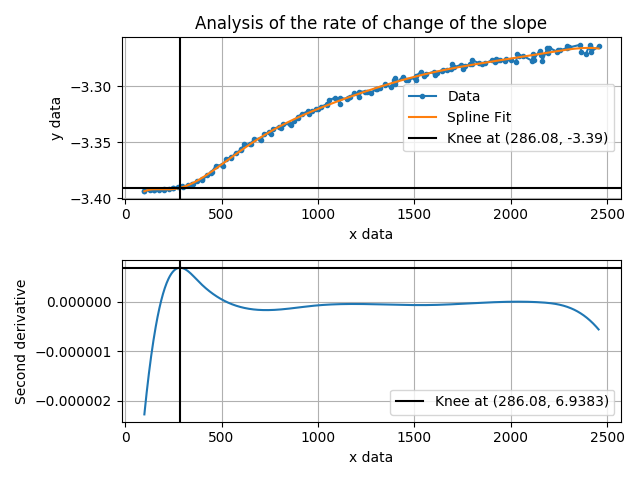 Analysis of the rate of change of the slope
−3.30
−3.35
−3.40
y data
Data
Spline Fit
Knee at (286.08, -3.39)
0 500 1000 1500 2000 2500
x data
0.000000
−0.000001
−0.000002
Second derivative
Knee at (286.08, 6.9383)
0 500 1000 1500 2000 2500
x data